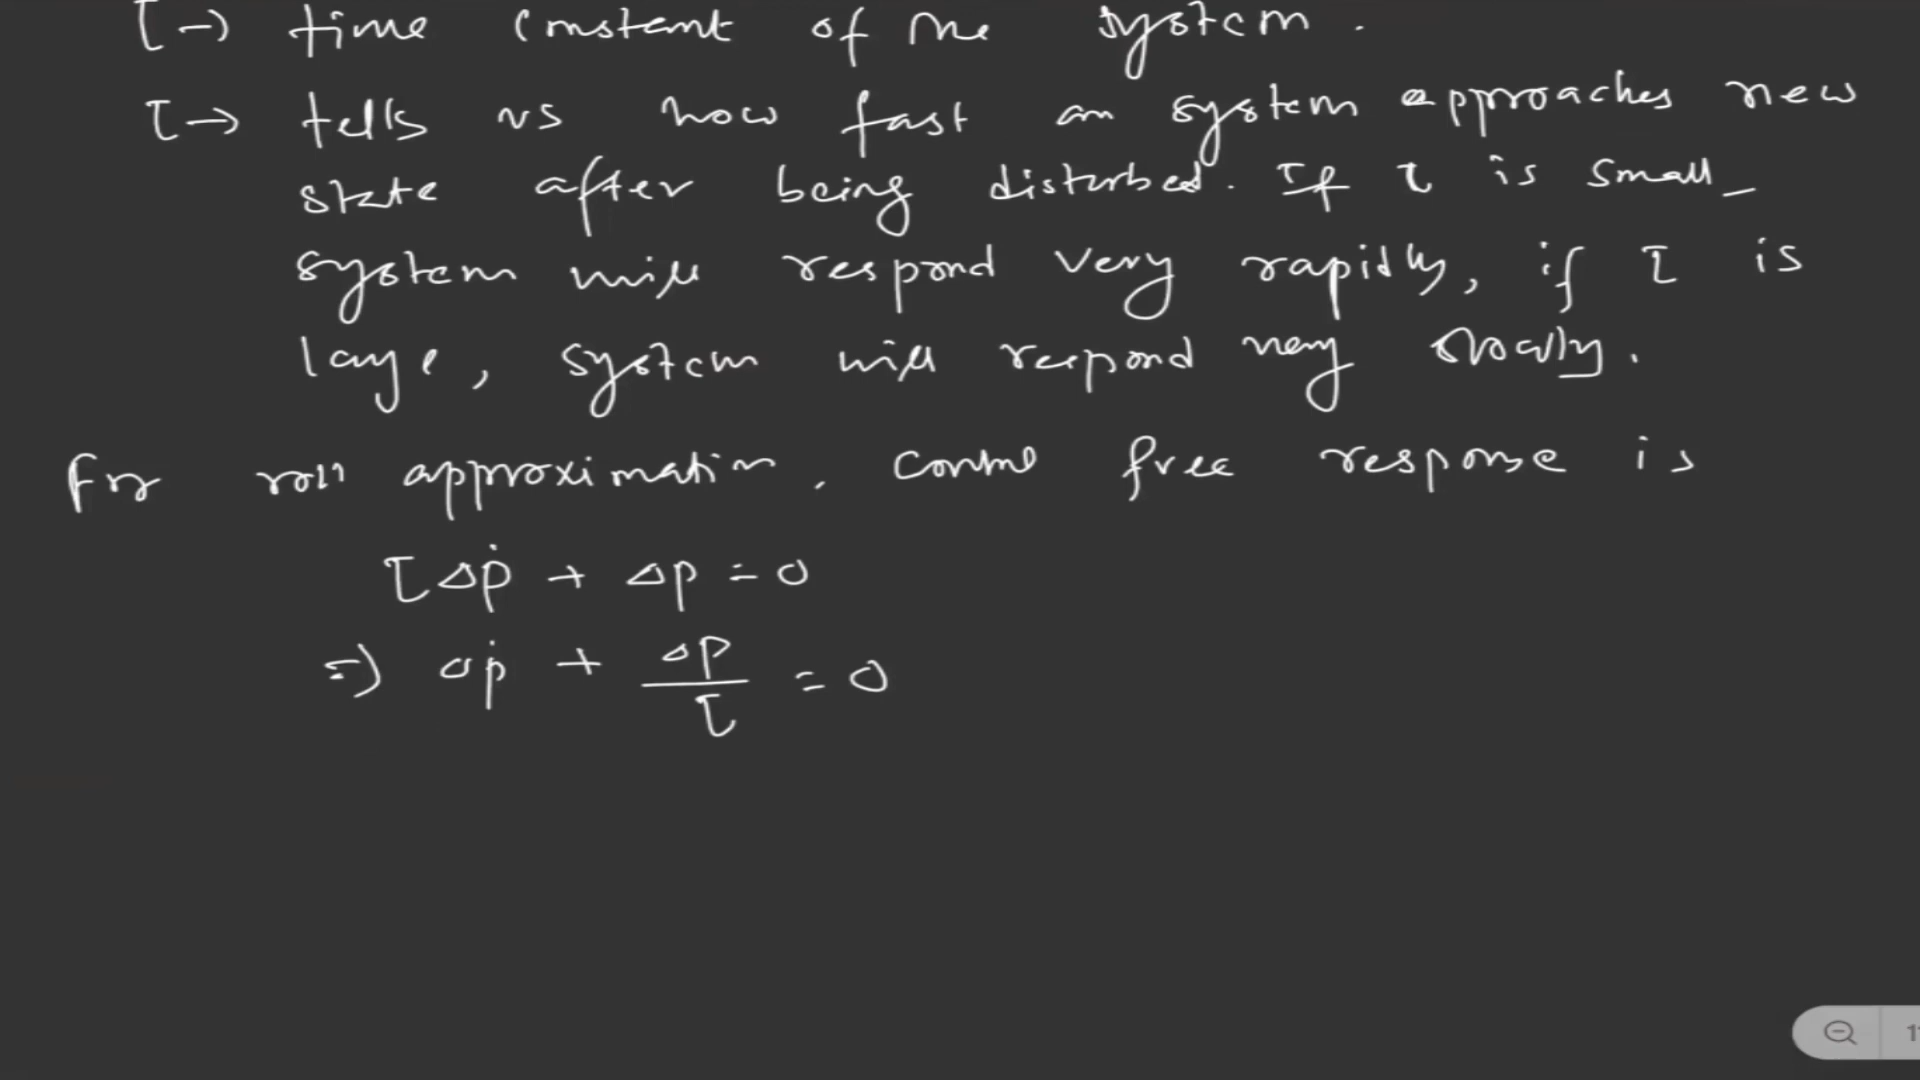 τ → time constant of the system.
τ → tells us how fast an system approaches new
state after being disturbed. If τ is small_
system will respond very rapidly, if τ is
large, system will respond very slowly.
For roll approximation, control free response is
τΔṗ + Δp = 0
⇒ Δṗ + Δp/τ = 0
11